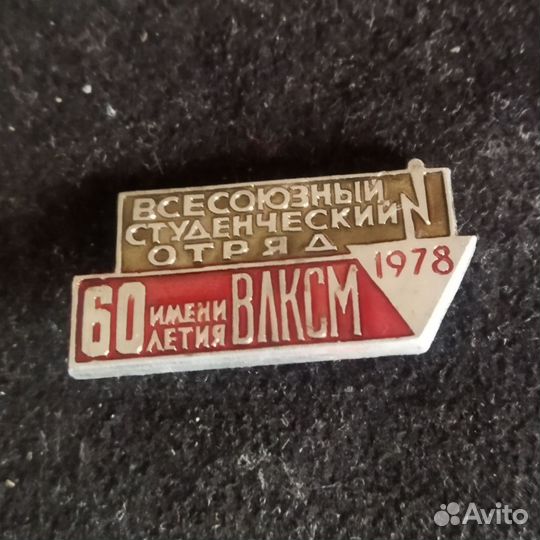 ВСЕСОЮЗНЫЙ
СТУДЕНЧЕСКИЙ
ОТРЯД
1978
60 ИМЕНИ
ЛЕТИЯ ВЛКСМ
Avito